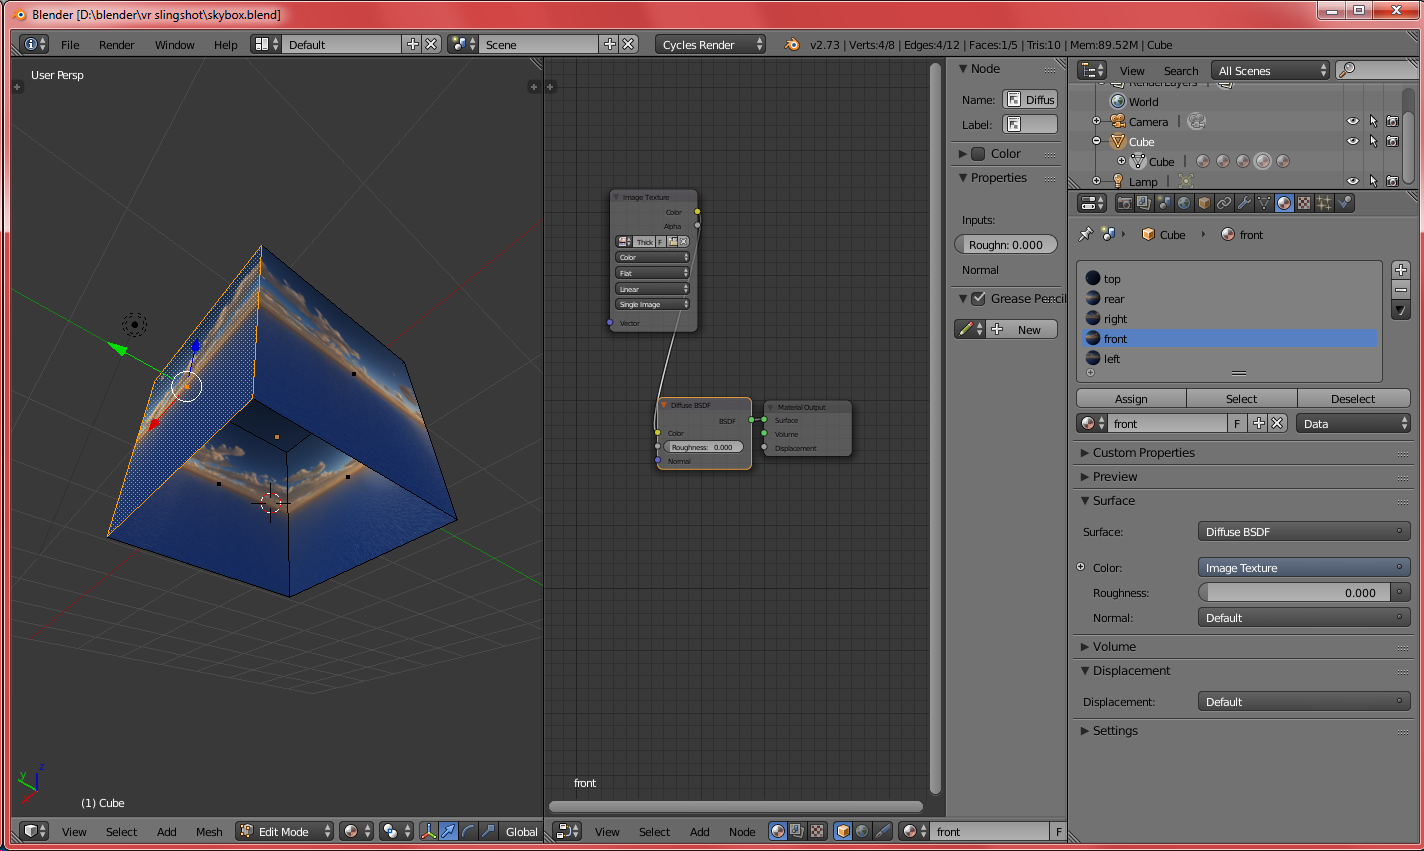 Blender [D:\blender\vr slingshot\skybox.blend]
File Render Window Help Default Scene Cycles Render v2.73 | Verts:4/8 | Edges:4/12 | Faces:1/5 | Tris:10 | Mem:89.52M | Cube
User Persp
(1) Cube
z
y
View Select Add Mesh Edit Mode Global
Image Texture
Color
Alpha
Thick F
Color
Flat
Linear
Single Image
Vector
Diffuse BSDF
BSDF
Color
Roughness: 0.000
Normal
Material Output
Surface
Volume
Displacement
front
View Select Add Node front F
Node
Name: Diffus
Label:
Color
Properties
Inputs:
Roughn: 0.000
Normal
Grease Pencil
New
View Search All Scenes
RenderLayers
World
Camera
Cube
Cube
Lamp
Cube front
top
rear
right
front
left
Assign Select Deselect
front F Data
Custom Properties
Preview
Surface
Surface: Diffuse BSDF
Color: Image Texture
Roughness: 0.000
Normal: Default
Volume
Displacement
Displacement: Default
Settings